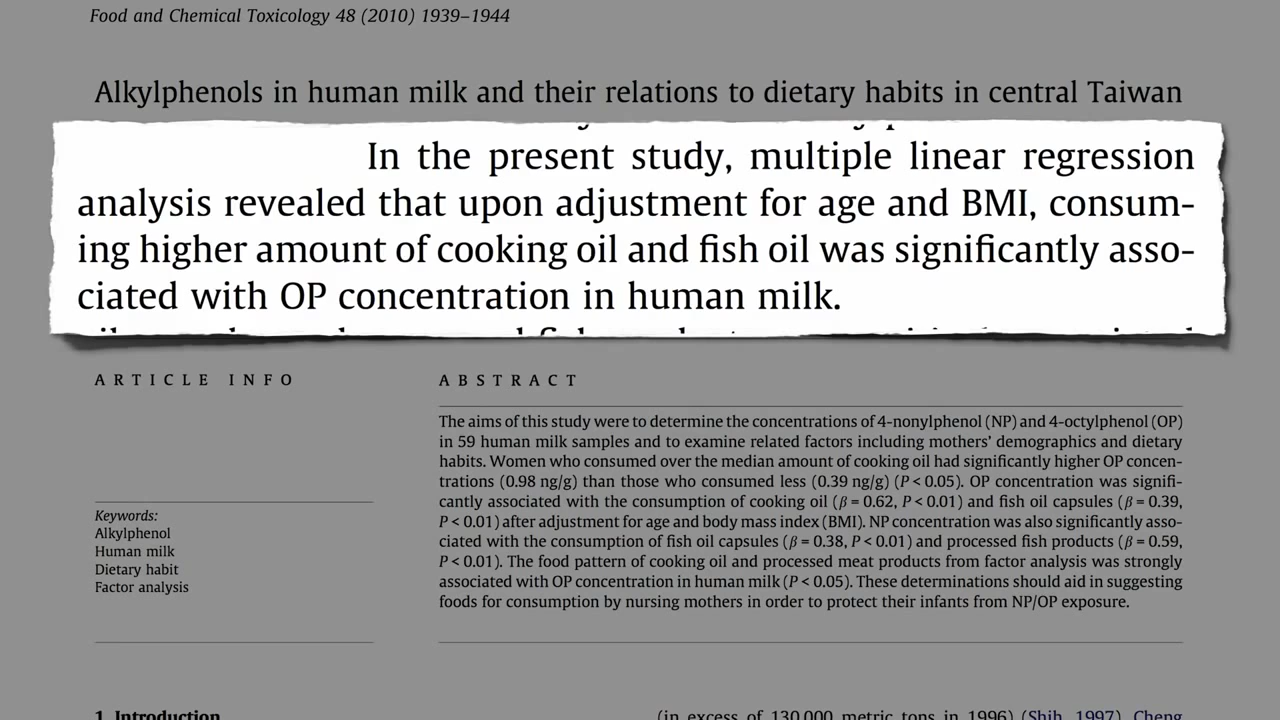 Food and Chemical Toxicology 48 (2010) 1939–1944
Alkylphenols in human milk and their relations to dietary habits in central Taiwan
In the present study, multiple linear regression
analysis revealed that upon adjustment for age and BMI, consum-
ing higher amount of cooking oil and fish oil was significantly asso-
ciated with OP concentration in human milk.
ARTICLE INFO
Keywords:
Alkylphenol
Human milk
Dietary habit
Factor analysis
ABSTRACT
The aims of this study were to determine the concentrations of 4-nonylphenol (NP) and 4-octylphenol (OP)
in 59 human milk samples and to examine related factors including mothers' demographics and dietary
habits. Women who consumed over the median amount of cooking oil had significantly higher OP concen-
trations (0.98 ng/g) than those who consumed less (0.39 ng/g) (P < 0.05). OP concentration was signifi-
cantly associated with the consumption of cooking oil (β = 0.62, P < 0.01) and fish oil capsules (β = 0.39,
P < 0.01) after adjustment for age and body mass index (BMI). NP concentration was also significantly asso-
ciated with the consumption of fish oil capsules (β = 0.38, P < 0.01) and processed fish products (β = 0.59,
P < 0.01). The food pattern of cooking oil and processed meat products from factor analysis was strongly
associated with OP concentration in human milk (P < 0.05). These determinations should aid in suggesting
foods for consumption by nursing mothers in order to protect their infants from NP/OP exposure.
1. Introduction
(in excess of 130,000 metric tons in 1996) (Shih, 1997). Cheng